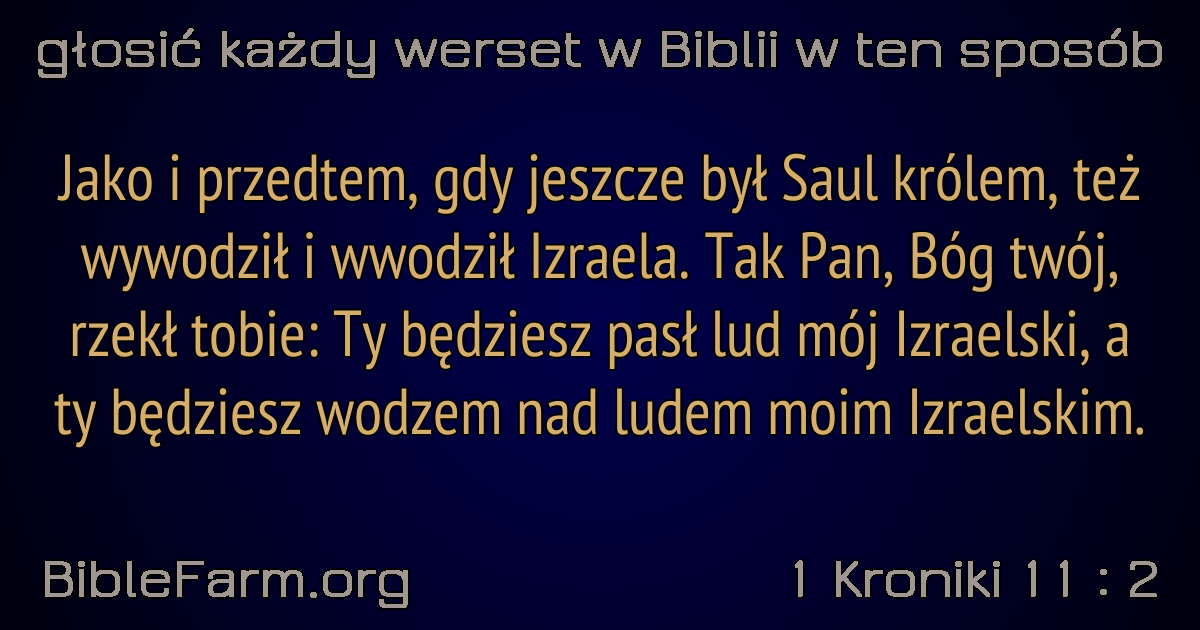 głosić każdy werset w Biblii w ten sposób
Jako i przedtem, gdy jeszcze był Saul królem, też
wywodził i wwodził Izraela. Tak Pan, Bóg twój,
rzekł tobie: Ty będziesz pasł lud mój Izraelski, a
ty będziesz wodzem nad ludem moim Izraelskim.
BibleFarm.org
1 Kroniki 11 : 2